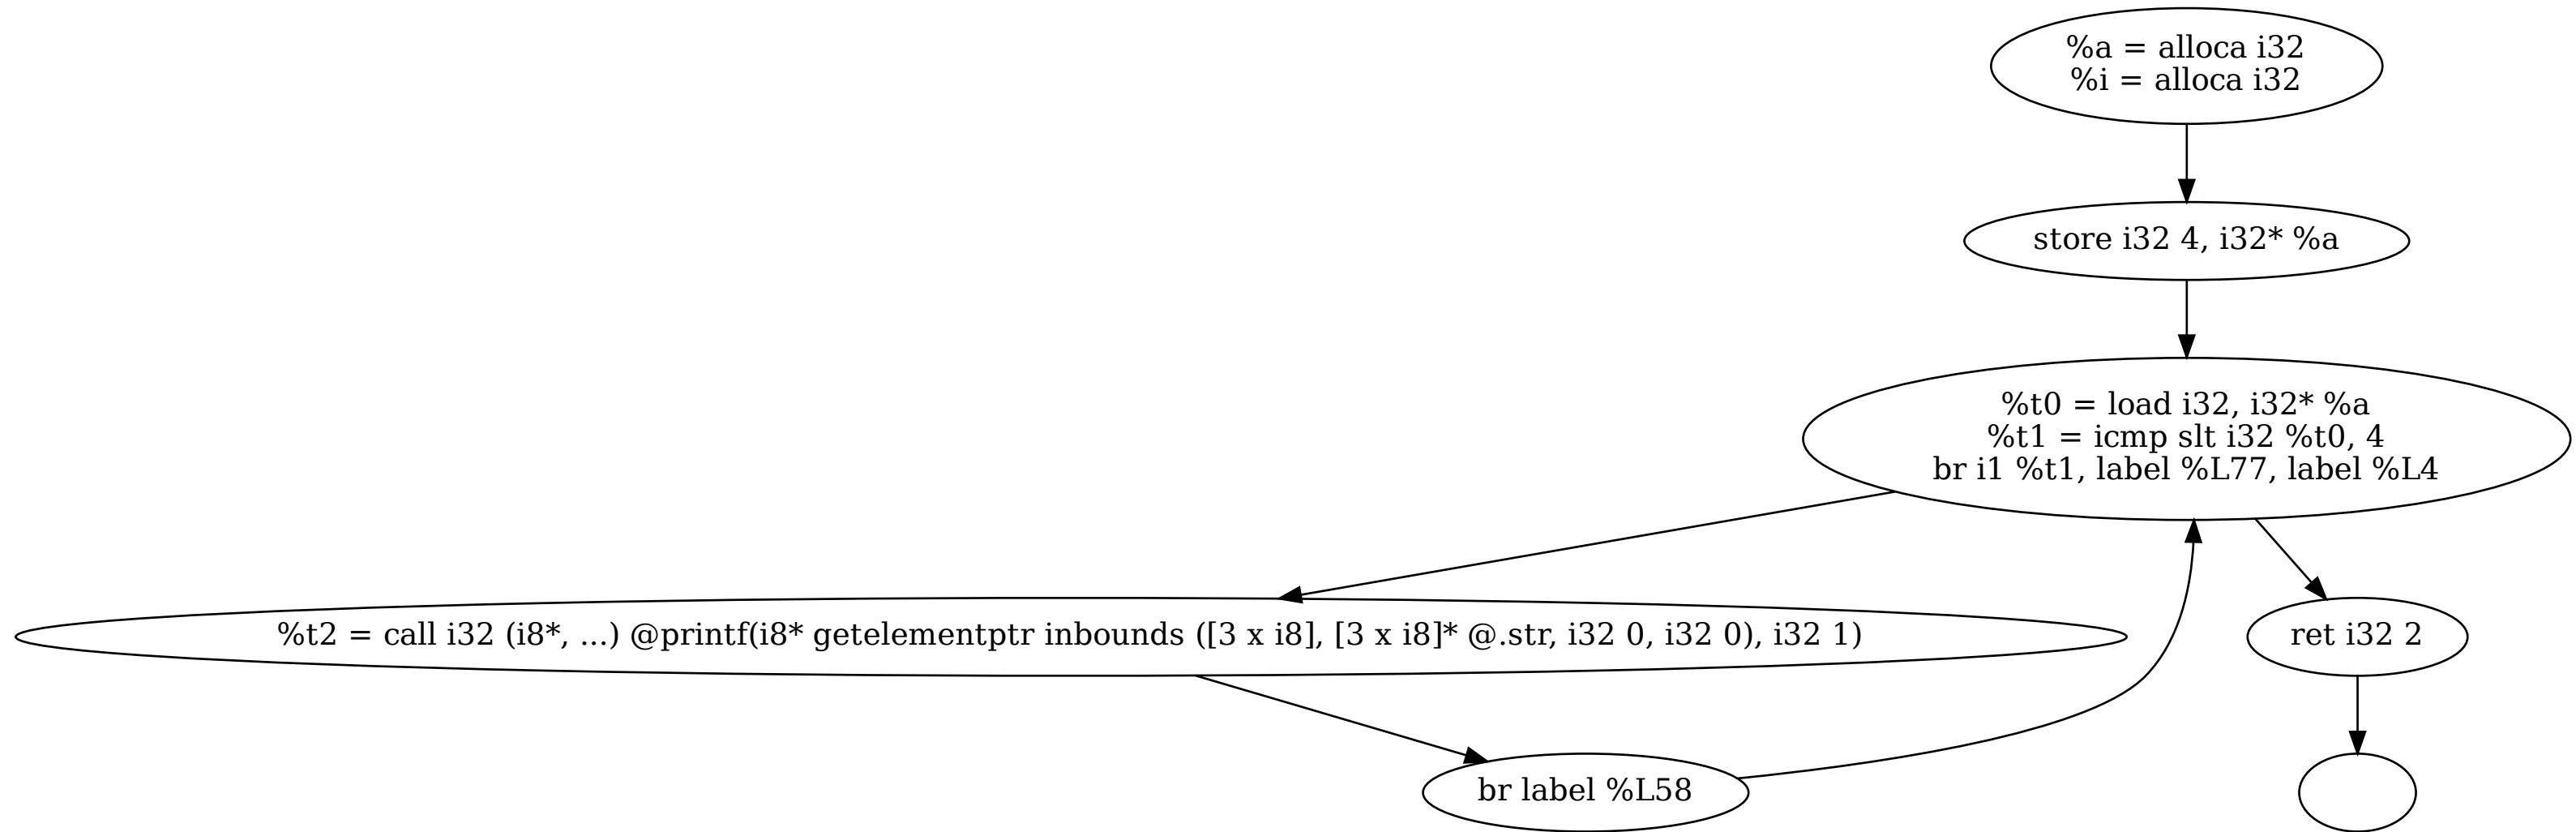 %a = alloca i32
%i = alloca i32
store i32 4, i32* %a
%t0 = load i32, i32* %a
%t1 = icmp slt i32 %t0, 4
br i1 %t1, label %L77, label %L4
%t2 = call i32 (i8*, ...) @printf(i8* getelementptr inbounds ([3 x i8], [3 x i8]* @.str, i32 0, i32 0), i32 1)
ret i32 2
br label %L58